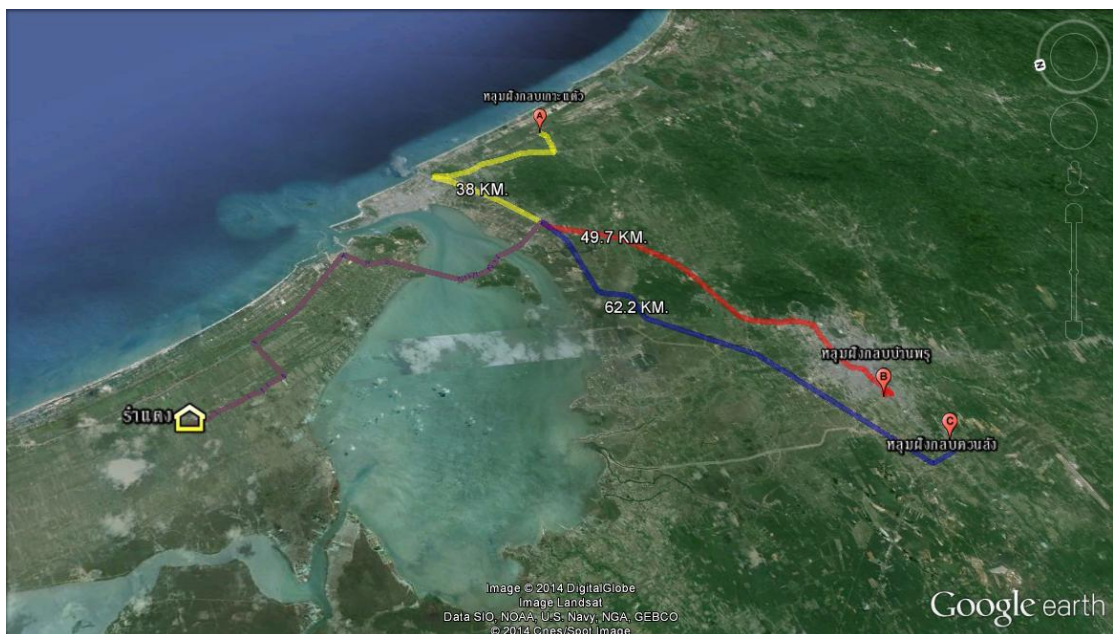 หลุมฝังกลบเกาะแต้ว
A
38 KM.
49.7 KM.
62.2 KM.
หลุมฝังกลบบ้านพรุ
B
รำแดง
C
หลุมฝังกลบควนลัง
N
Image © 2014 DigitalGlobe
Image Landsat
Data SIO, NOAA, U.S. Navy, NGA, GEBCO
© 2014 Cnes/Spot Image
Google earth